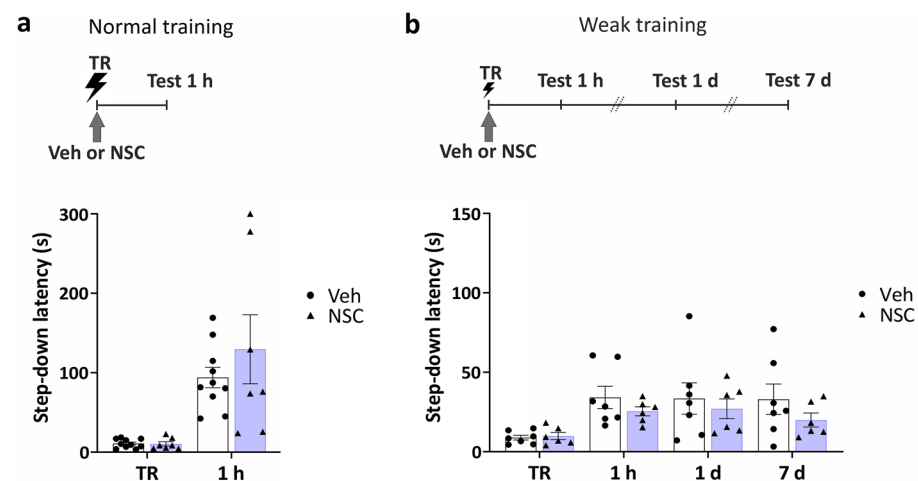 a
Normal training
TR
Test 1 h
Veh or NSC
Step-down latency (s)
300
200
100
0
TR
1 h
Veh
NSC
b
Weak training
TR
Test 1 h
Test 1 d
Test 7 d
Veh or NSC
Step-down latency (s)
150
100
50
0
TR
1 h
1 d
7 d
Veh
NSC